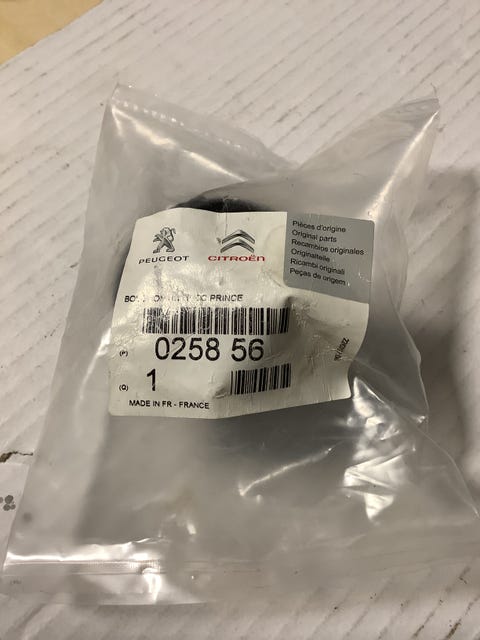 PEUGEOT
CITROËN
Pièces d'origine
Original parts
Recambios originales
Originalteile
Ricambi originali
Peças de origem
PRINCE
(P) 0258 56
(Q) 1
MADE IN FR - FRANCE